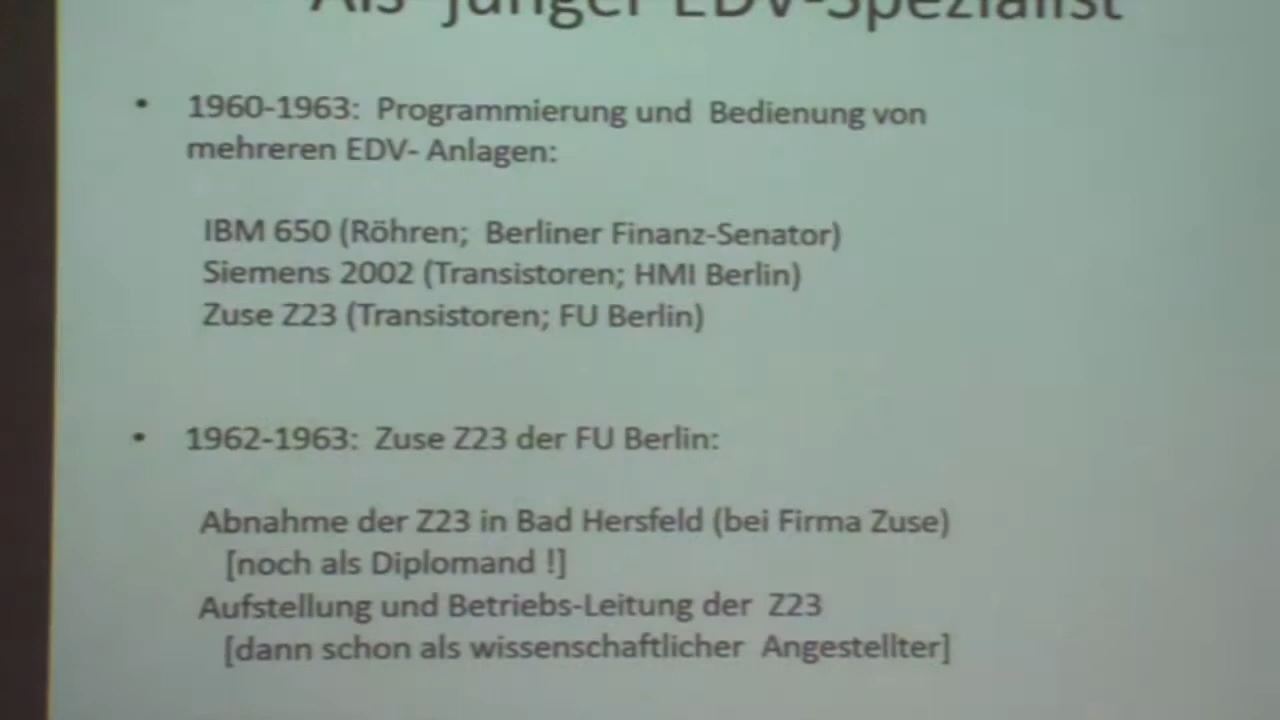 Als junger EDV-Spezialist
• 1960-1963: Programmierung und Bedienung von
mehreren EDV- Anlagen:
IBM 650 (Röhren; Berliner Finanz-Senator)
Siemens 2002 (Transistoren; HMI Berlin)
Zuse Z23 (Transistoren; FU Berlin)
• 1962-1963: Zuse Z23 der FU Berlin:
Abnahme der Z23 in Bad Hersfeld (bei Firma Zuse)
[noch als Diplomand !]
Aufstellung und Betriebs-Leitung der Z23
[dann schon als wissenschaftlicher Angestellter]